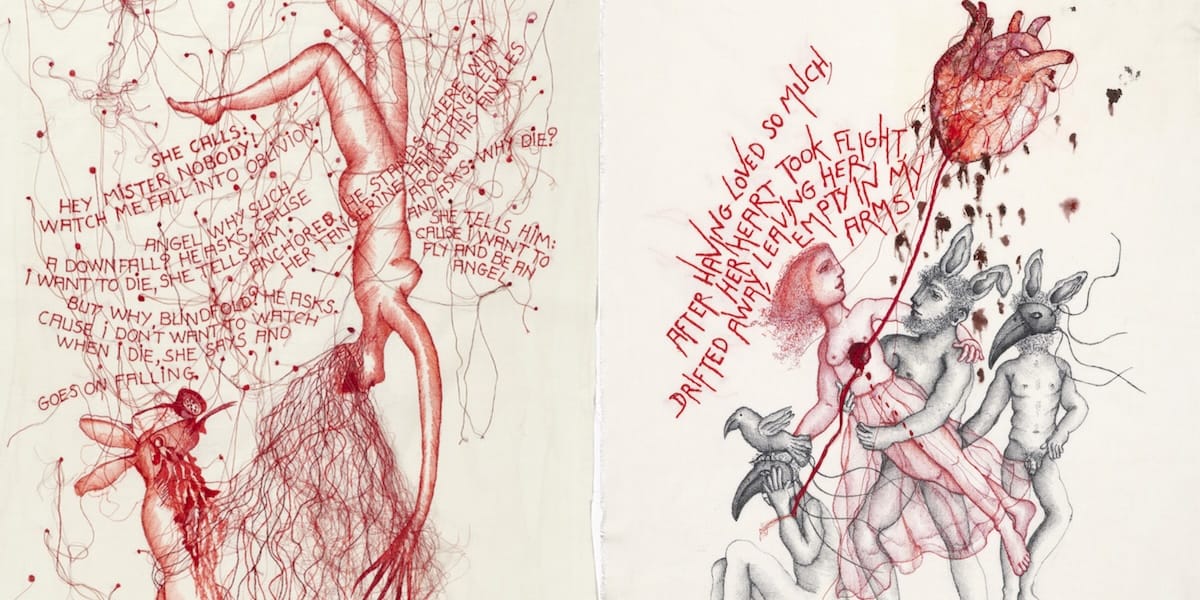 SHE CALLS:
HEY MISTER NOBODY!
WATCH ME FALL INTO OBLIVION.
ANGEL WHY SUCH
A DOWNFALL? HE ASKS, CAUSE
I WANT TO DIE, SHE TELLS HIM.
ANCHORED, HE STANDS THERE WITH
HER TANGERINE HAIR TANGLED
AROUND HIS ANKLES
AND ASKS: WHY DIE?
SHE TELLS HIM:
CAUSE I WANT TO
FLY AND BE AN
ANGEL
BUT WHY, BLINDFOLD? HE ASKS.
CAUSE i DON'T WANT TO WATCH
WHEN I DIE, SHE SAYS AND
GOES ON FALLING.
AFTER HAVING LOVED SO MUCH,
HER HEART TOOK FLIGHT
DRIFTED AWAY LEAVING HER
EMPTY IN MY
ARMS